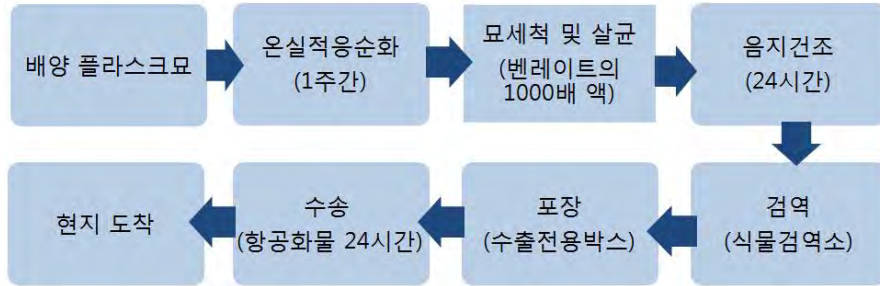 배양 플라스크묘
온실적응순화
(1주간)
묘세척 및 살균
(벤레이트의
1000배 액)
음지건조
(24시간)
검역
(식물검역소)
포장
(수출전용박스)
수송
(항공화물 24시간)
현지 도착